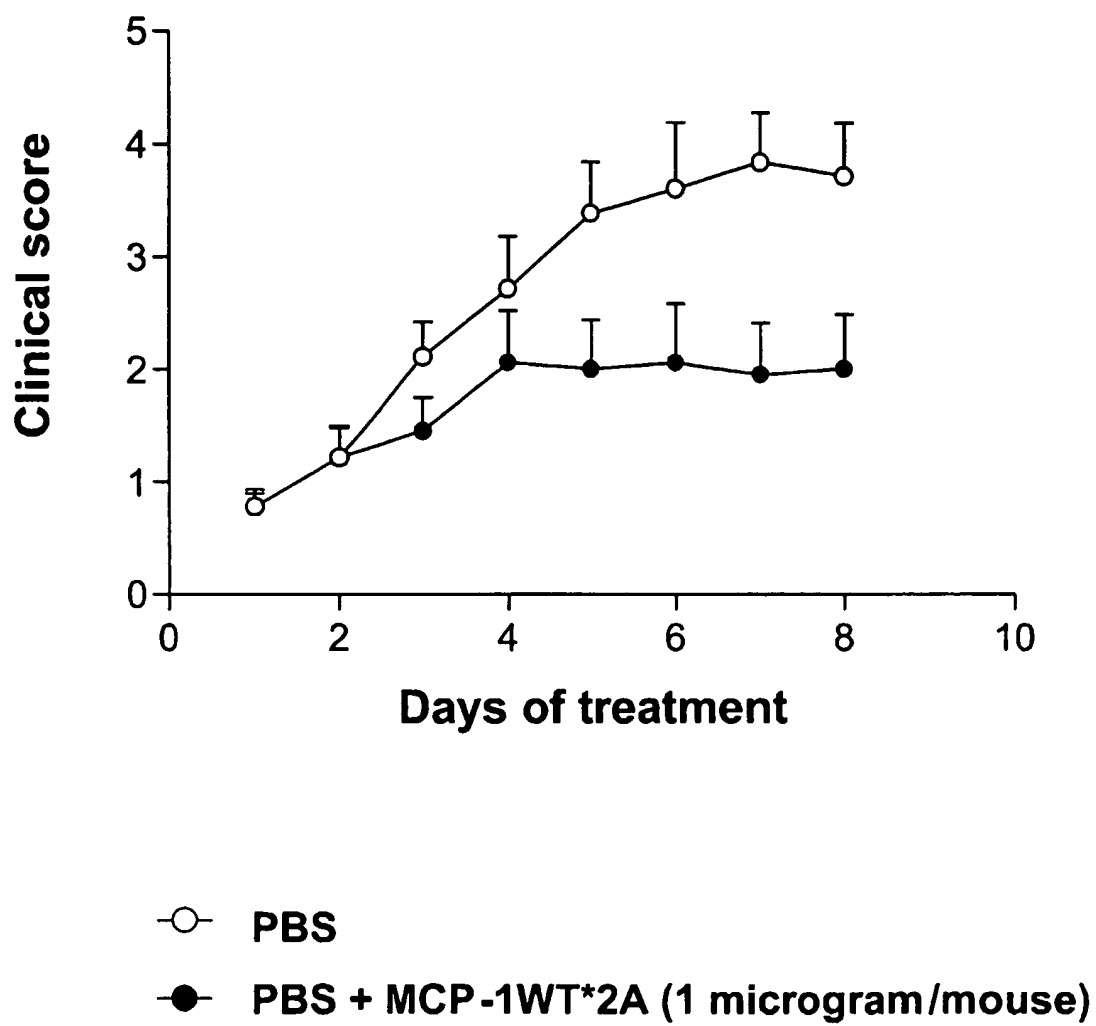 5
4
3
2
1
0
Clinical score
0 2 4 6 8 10
Days of treatment
PBS
PBS + MCP-1WT*2A (1 microgram/mouse)